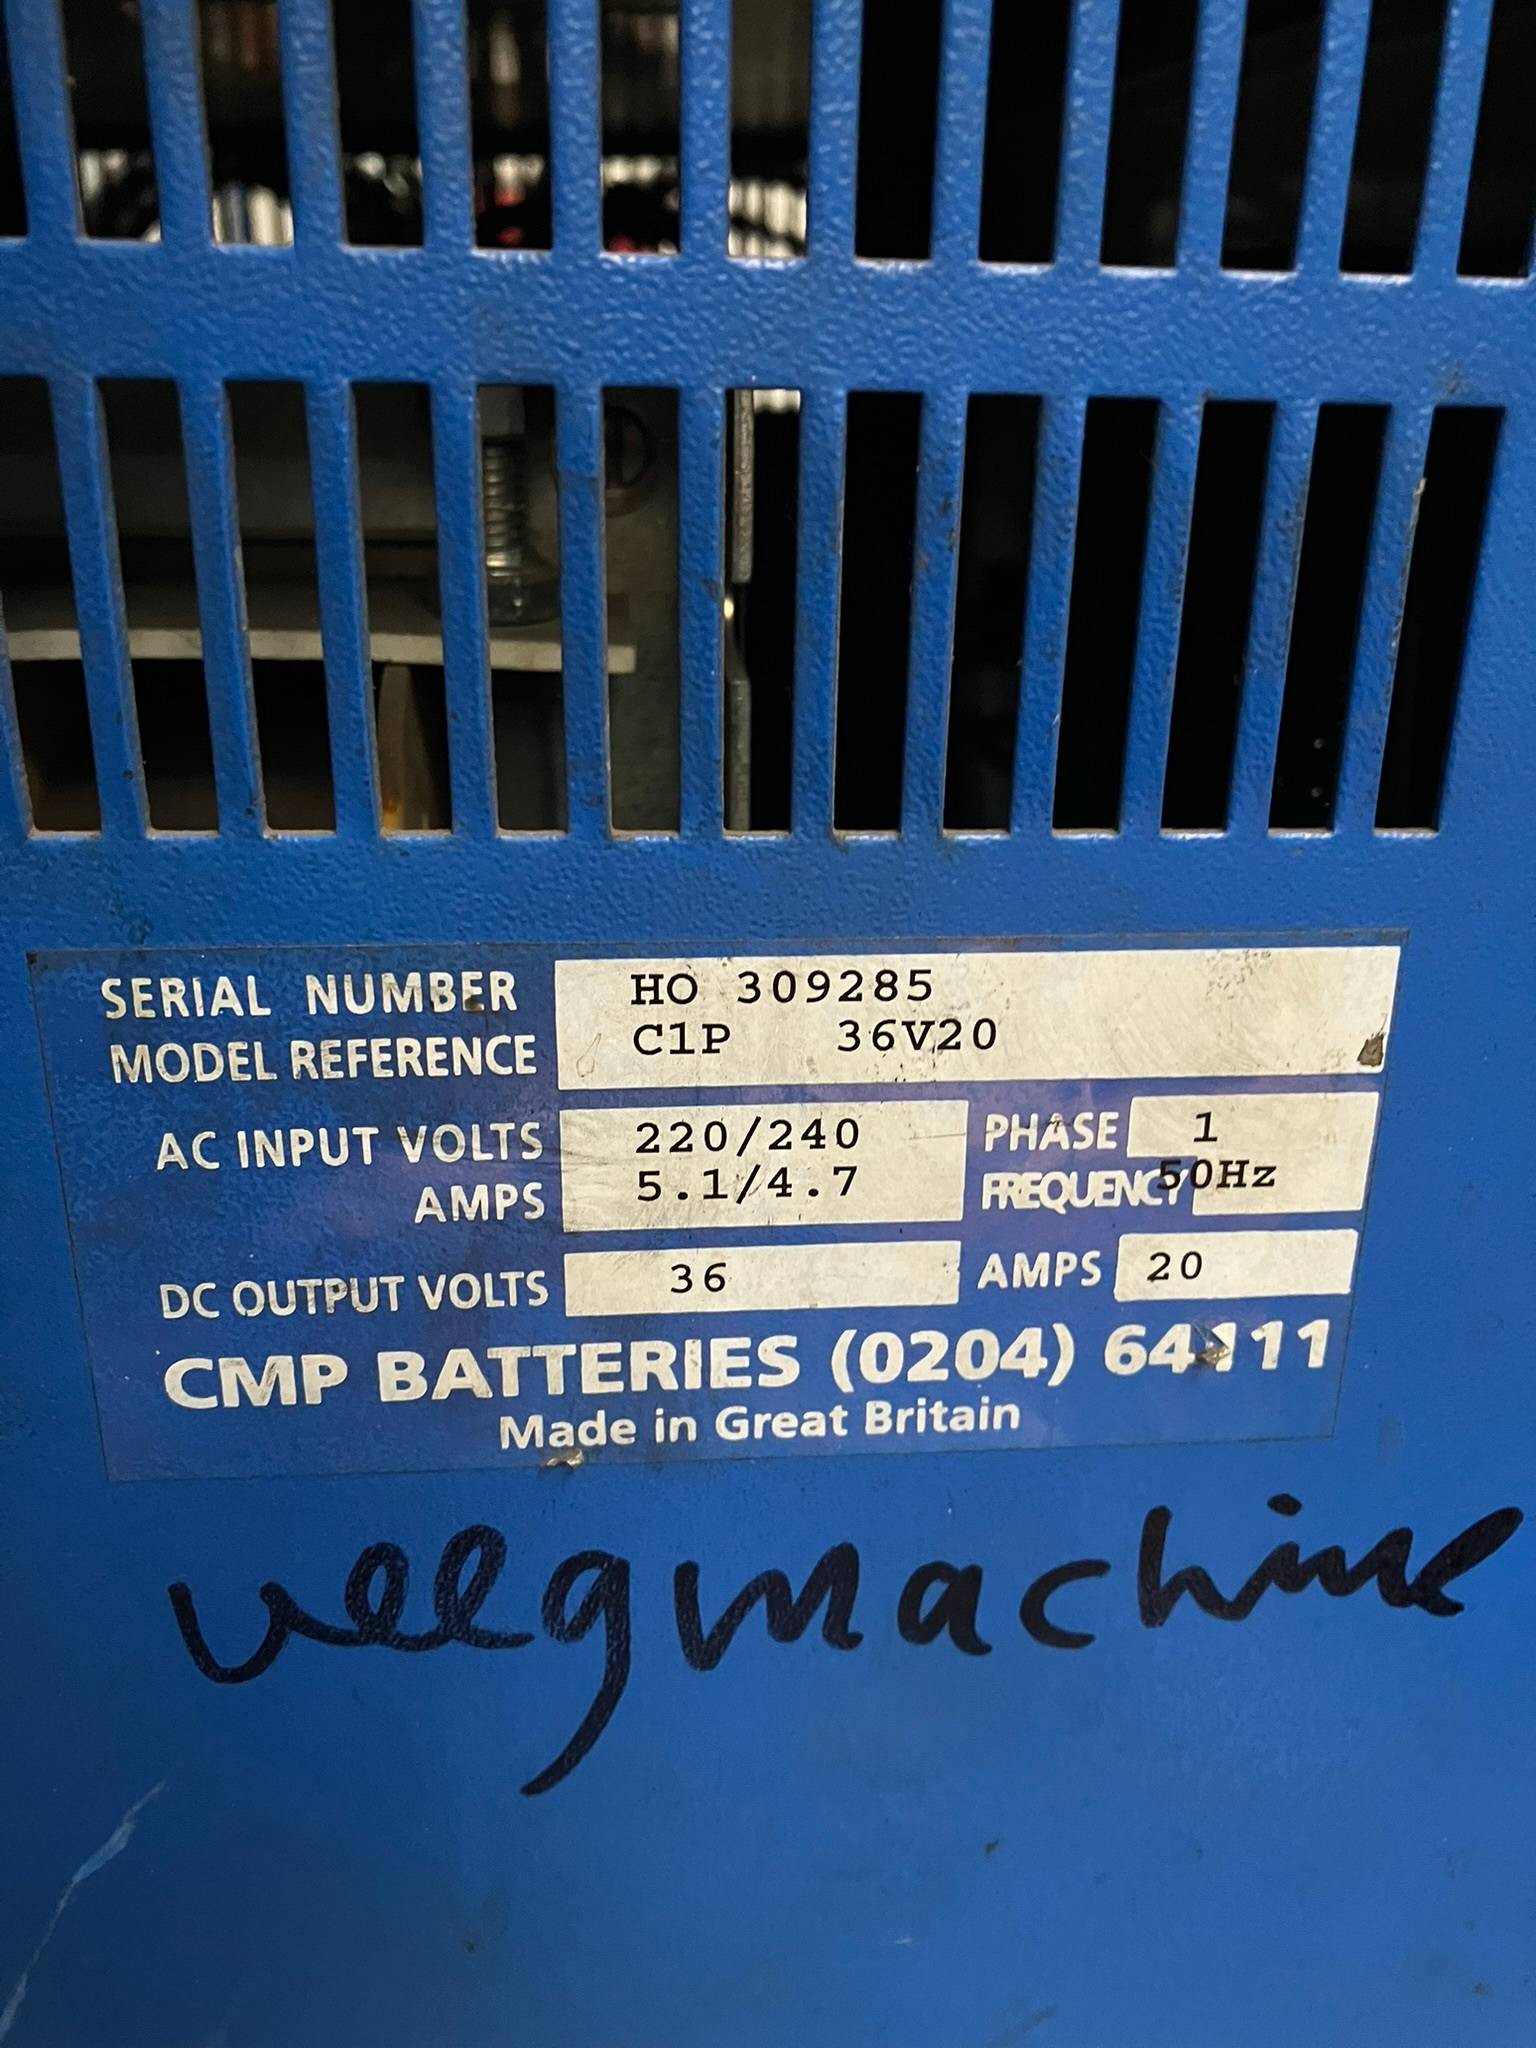 SERIAL NUMBER HO 309285
MODEL REFERENCE C1P 36V20
AC INPUT VOLTS 220/240 PHASE 1
AMPS 5.1/4.7 FREQUENCY 50Hz
DC OUTPUT VOLTS 36 AMPS 20
CMP BATTERIES (0204) 64111
Made in Great Britain
veegmachine